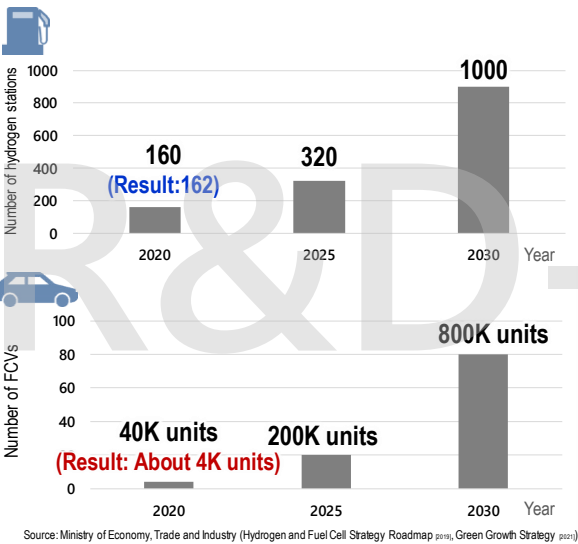 Number of hydrogen stations
1000
800
600
400
200
0
160
(Result:162)
320
1000
2020
2025
2030
Year
R&D-
Number of FCVs
100
80
60
40
20
0
40K units
(Result: About 4K units)
200K units
800K units
2020
2025
2030
Year
Source: Ministry of Economy, Trade and Industry (Hydrogen and Fuel Cell Strategy Roadmap [2019], Green Growth Strategy [2021])